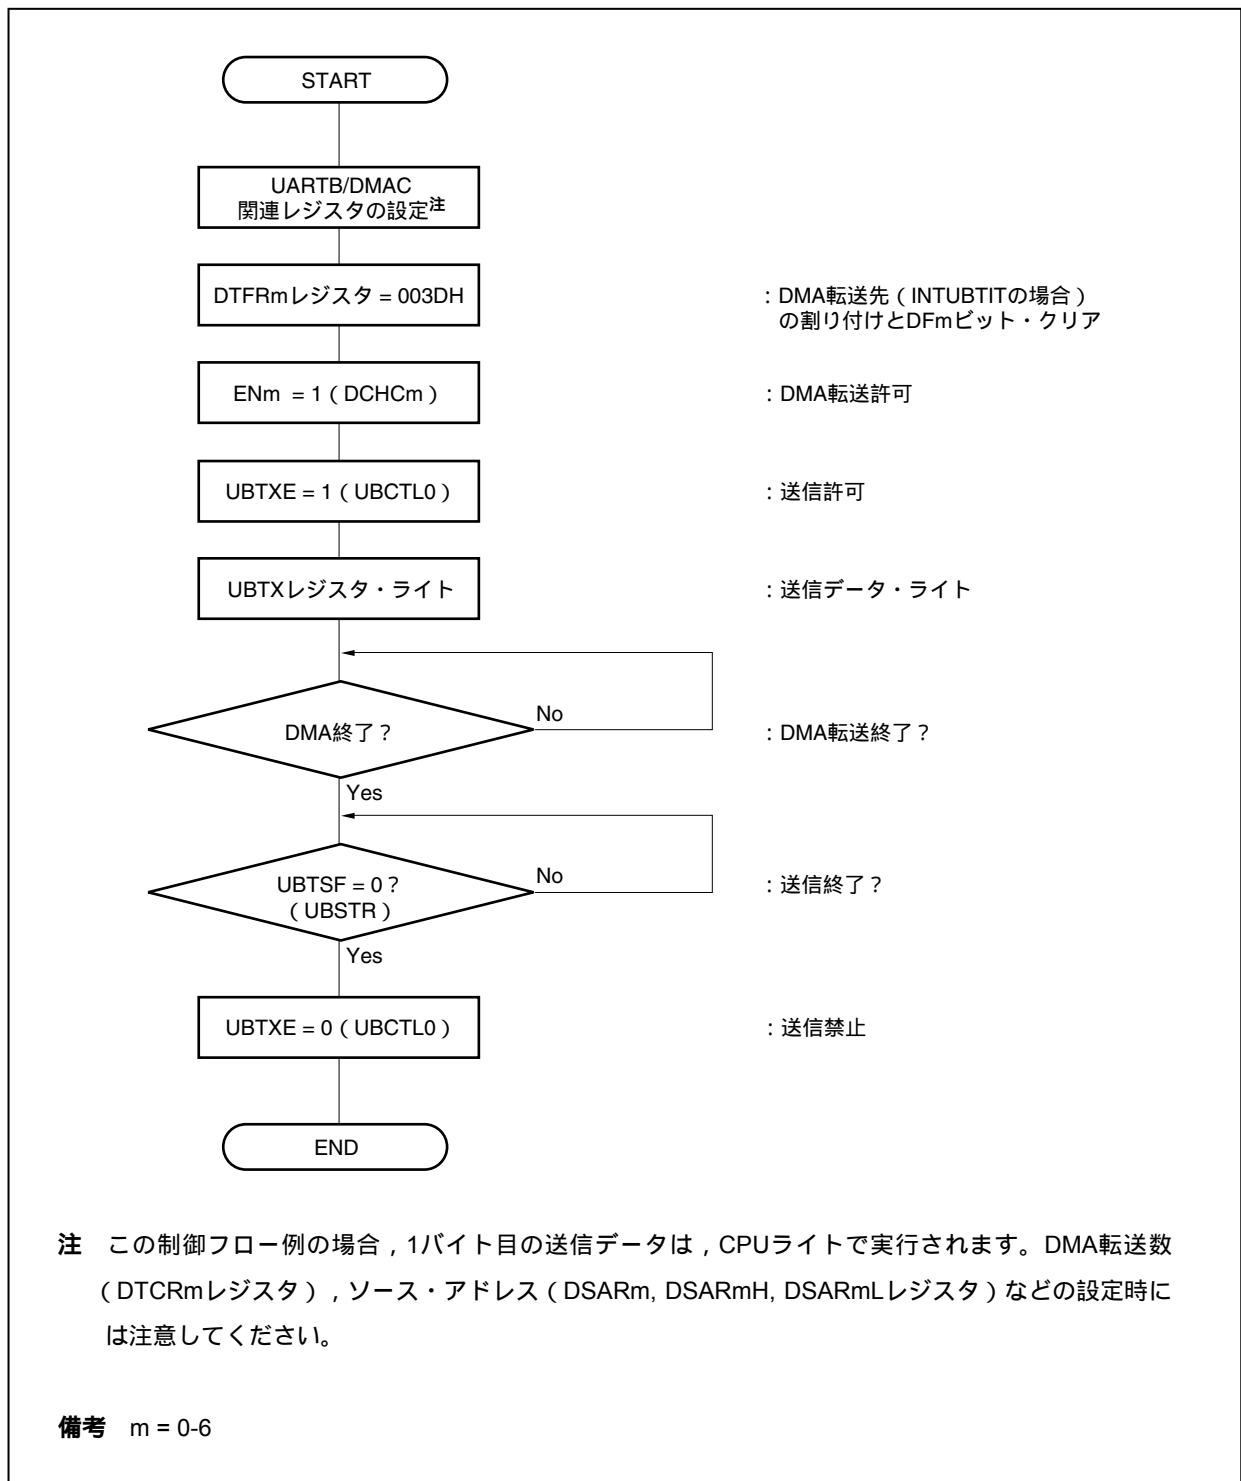 START
UARTB/DMAC
関連レジスタの設定注
DTFRmレジスタ = 003DH
：DMA転送先（INTUBTITの場合）
の割り付けとDFmビット・クリア
ENm = 1（DCHCm）
：DMA転送許可
UBTXE = 1（UBCTL0）
：送信許可
UBTXレジスタ・ライト
：送信データ・ライト
DMA終了？
No
：DMA転送終了？
Yes
UBTSF = 0？
（UBSTR）
No
：送信終了？
Yes
UBTXE = 0（UBCTL0）
：送信禁止
END
注　この制御フロー例の場合，1バイト目の送信データは，CPUライトで実行されます。DMA転送数
（DTCRmレジスタ），ソース・アドレス（DSARm, DSARmH, DSARmLレジスタ）などの設定時に
は注意してください。
備考　m = 0-6